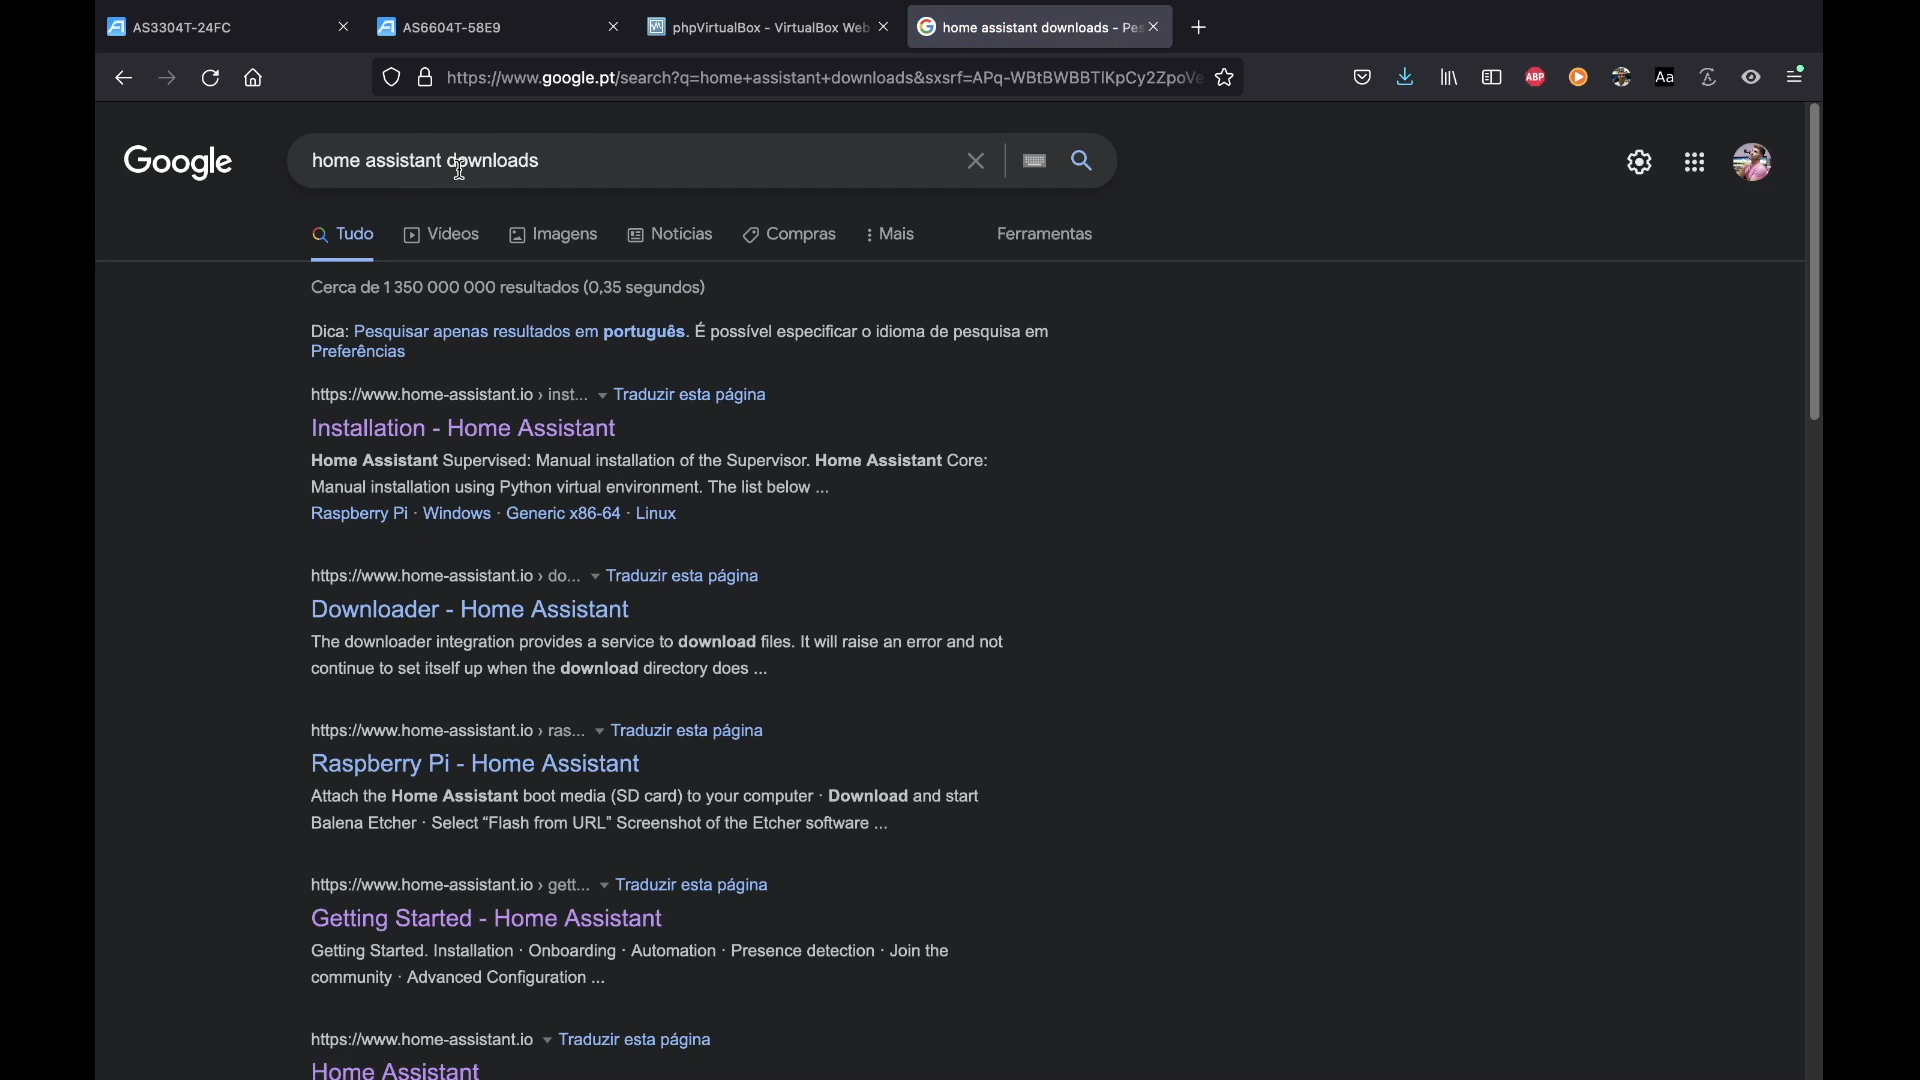 AS3304T-24FC
AS6604T-58E9
phpVirtualBox - VirtualBox Web
home assistant downloads - Pes
https://www.google.pt/search?q=home+assistant+downloads&sxsrf=APq-WBtBWBBTIKpCy2ZpoVe
ABP
Aa
Google
home assistant downloads
Tudo
Vídeos
Imagens
Notícias
Compras
Mais
Ferramentas
Cerca de 1 350 000 000 resultados (0,35 segundos)
Dica: Pesquisar apenas resultados em português. É possível especificar o idioma de pesquisa em
Preferências
https://www.home-assistant.io › inst... Traduzir esta página
Installation - Home Assistant
Home Assistant Supervised: Manual installation of the Supervisor. Home Assistant Core:
Manual installation using Python virtual environment. The list below ...
Raspberry Pi · Windows · Generic x86-64 · Linux
https://www.home-assistant.io › do... Traduzir esta página
Downloader - Home Assistant
The downloader integration provides a service to download files. It will raise an error and not
continue to set itself up when the download directory does ...
https://www.home-assistant.io › ras... Traduzir esta página
Raspberry Pi - Home Assistant
Attach the Home Assistant boot media (SD card) to your computer · Download and start
Balena Etcher · Select “Flash from URL” Screenshot of the Etcher software ...
https://www.home-assistant.io › gett... Traduzir esta página
Getting Started - Home Assistant
Getting Started. Installation · Onboarding · Automation · Presence detection · Join the
community · Advanced Configuration ...
https://www.home-assistant.io Traduzir esta página
Home Assistant